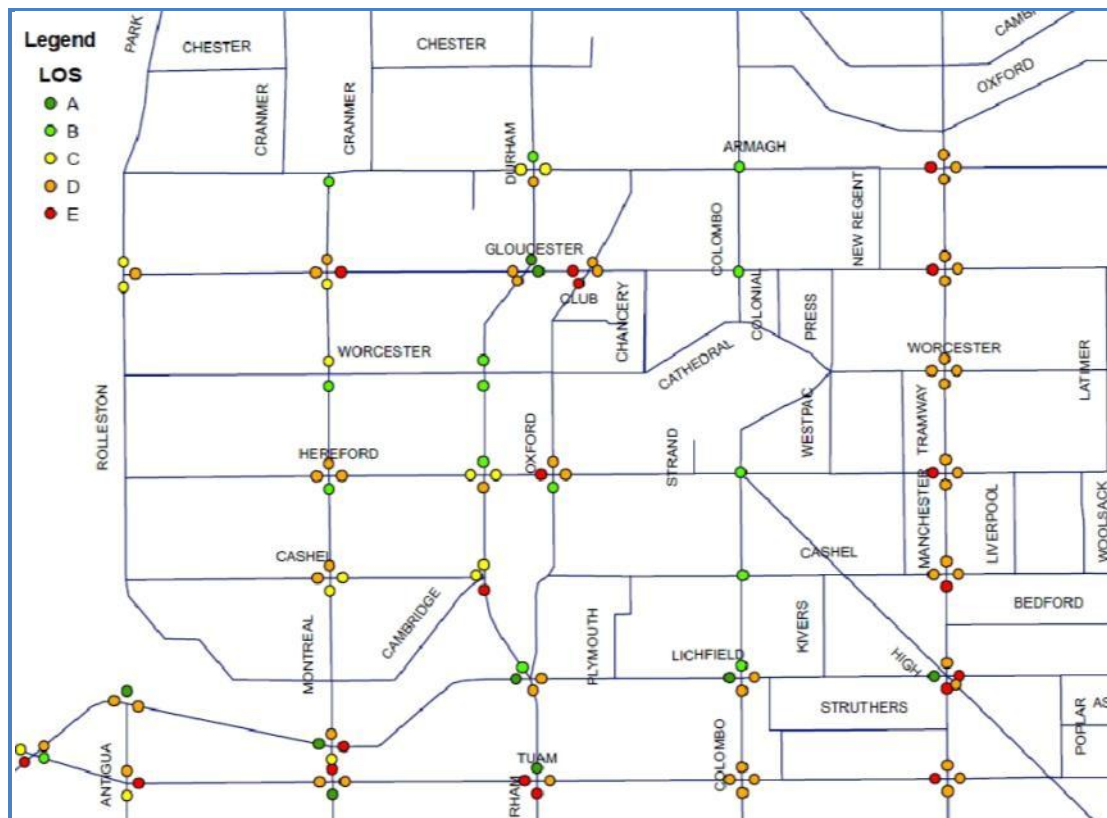 Legend
LOS
A
B
C
D
E
PARK
CHESTER
CHESTER
CRANMER
CRANMER
DURHAM
ARMAGH
OXFORD
GLOUCESTER
COLOMBO
NEW REGENT
CLUB
CHANCERY
COLONIAL
PRESS
WORCESTER
CATHEDRAL
WORCESTER
LATIMER
ROLLESTON
HEREFORD
OXFORD
STRAND
WESTPAC
TRAMWAY
MANCHESTER
LIVERPOOL
WOOLSACK
CASHEL
CASHEL
CAMBRIDGE
BEDFORD
MONTREAL
PLYMOUTH
LICHFIELD
KIVERS
HIGH
STRUTHERS
POPLAR
AS
ANTIGUA
TUAM
RHAM
COLOMBO